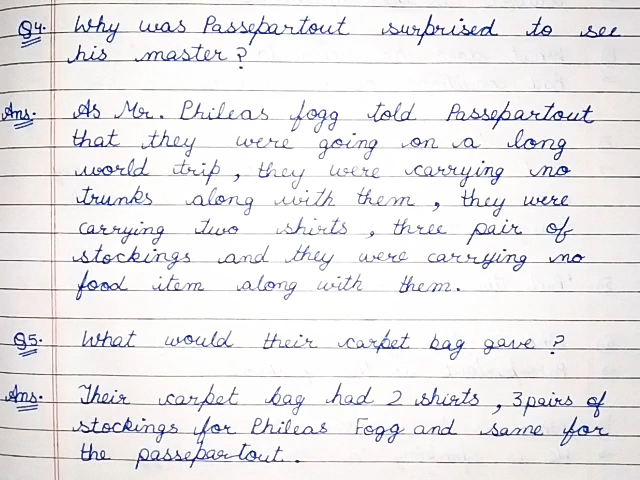 Q4. Why was Passepartout surprised to see
his master ?
Ans. As Mr. Phileas fogg told Passepartout
that they were going on a long
world trip , they were carrying no
trunks along with them , they were
carrying two shirts , three pair of
stockings and they were carrying no
food item along with them.
Q5. What would their carpet bag gave ?
Ans. Their carpet bag had 2 shirts , 3 pairs of
stockings for Phileas Fogg and same for
the passepartout .